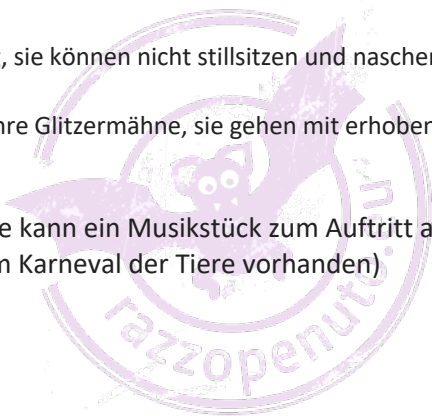 , sie können nicht stillsitzen und naschen
hre Glitzermähne, sie gehen mit erhoben
e kann ein Musikstück zum Auftritt a
m Karneval der Tiere vorhanden)
razzopenuto.